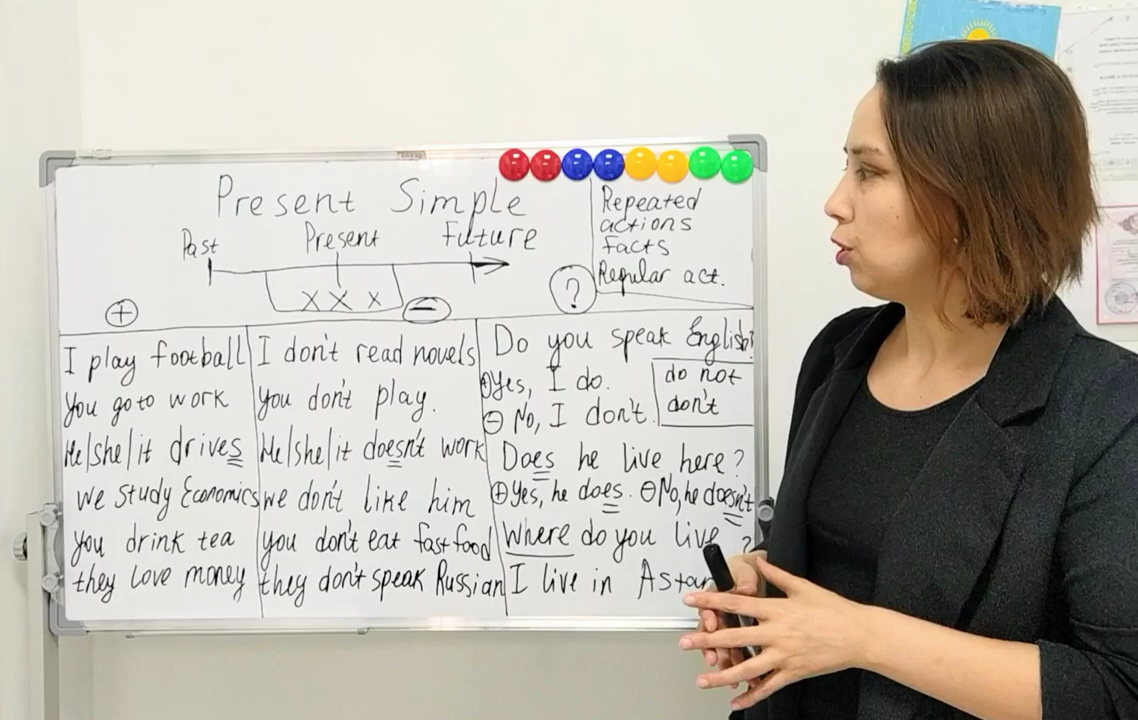 Present Simple
Past Present Future
Repeated
actions
facts
Regular act.
+
I play football
You go to work
He/she/it drives
we study Economics
you drink tea
they love money
−
I don't read novels
you don't play.
He/she/it doesn't work
we don't like him
you don't eat fast food
they don't speak Russian
?
Do you speak English?
+ Yes, I do.
− No, I don't.
do not
don't
Does he live here?
+ Yes, he does. − No, he doesn't
Where do you live ?
I live in